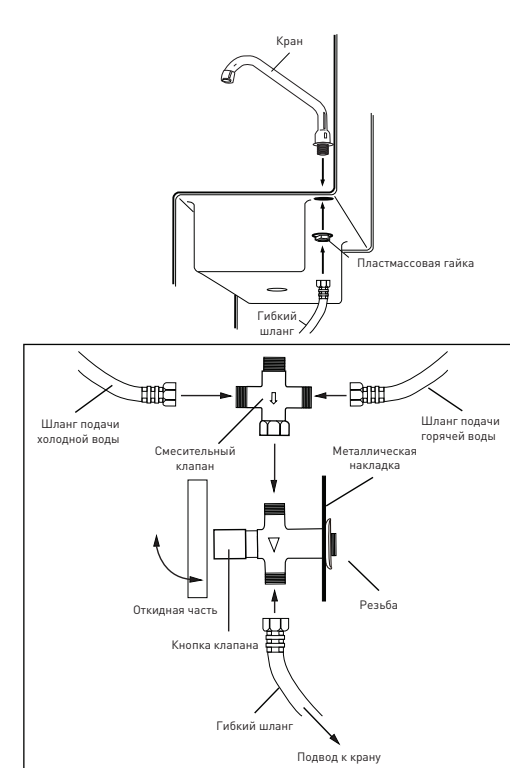 Кран
Пластмассовая гайка
Гибкий
шланг
Шланг подачи
холодной воды
Шланг подачи
горячей воды
Смесительный
клапан
Металлическая
накладка
Откидная часть
Резьба
Кнопка клапана
Гибкий шланг
Подвод к крану